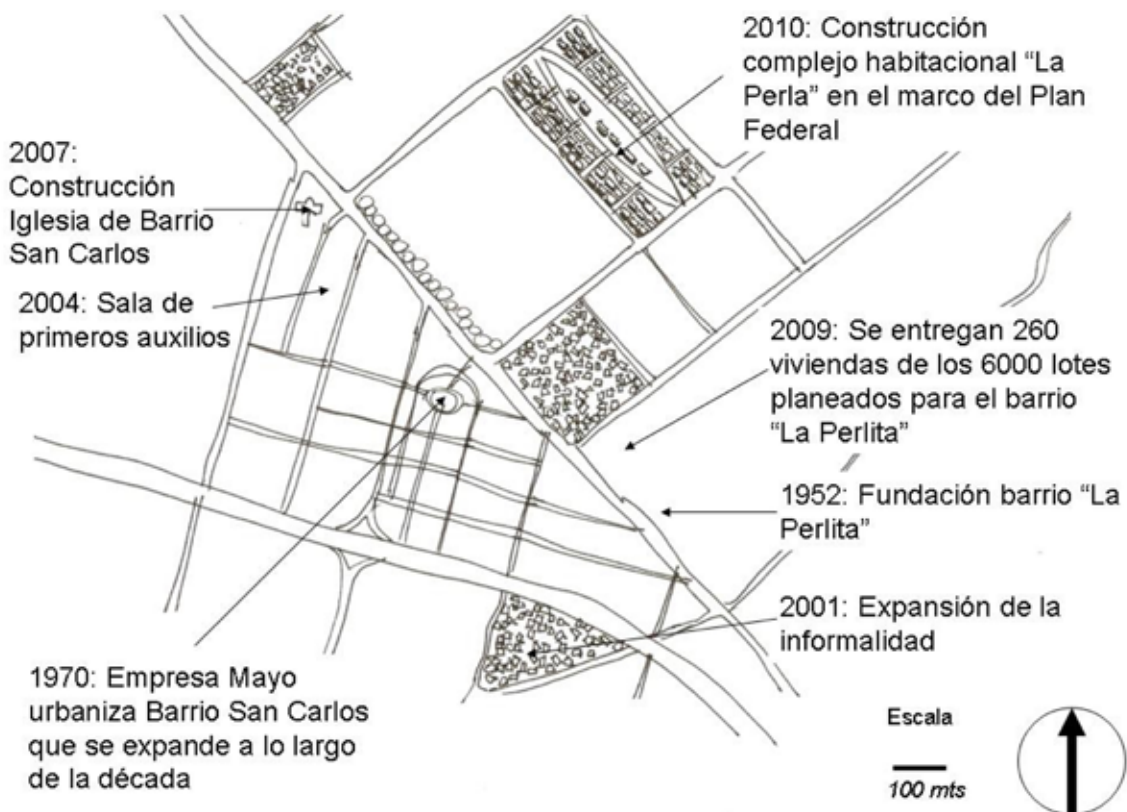 2010: Construcción
complejo habitacional “La
Perla” en el marco del Plan
Federal
2007:
Construcción
Iglesia de Barrio
San Carlos
2004: Sala de
primeros auxilios
2009: Se entregan 260
viviendas de los 6000 lotes
planeados para el barrio
“La Perlita”
1952: Fundación barrio “La
Perlita”
2001: Expansión de la
informalidad
1970: Empresa Mayo
urbaniza Barrio San Carlos
que se expande a lo largo
de la década
Escala
100 mts